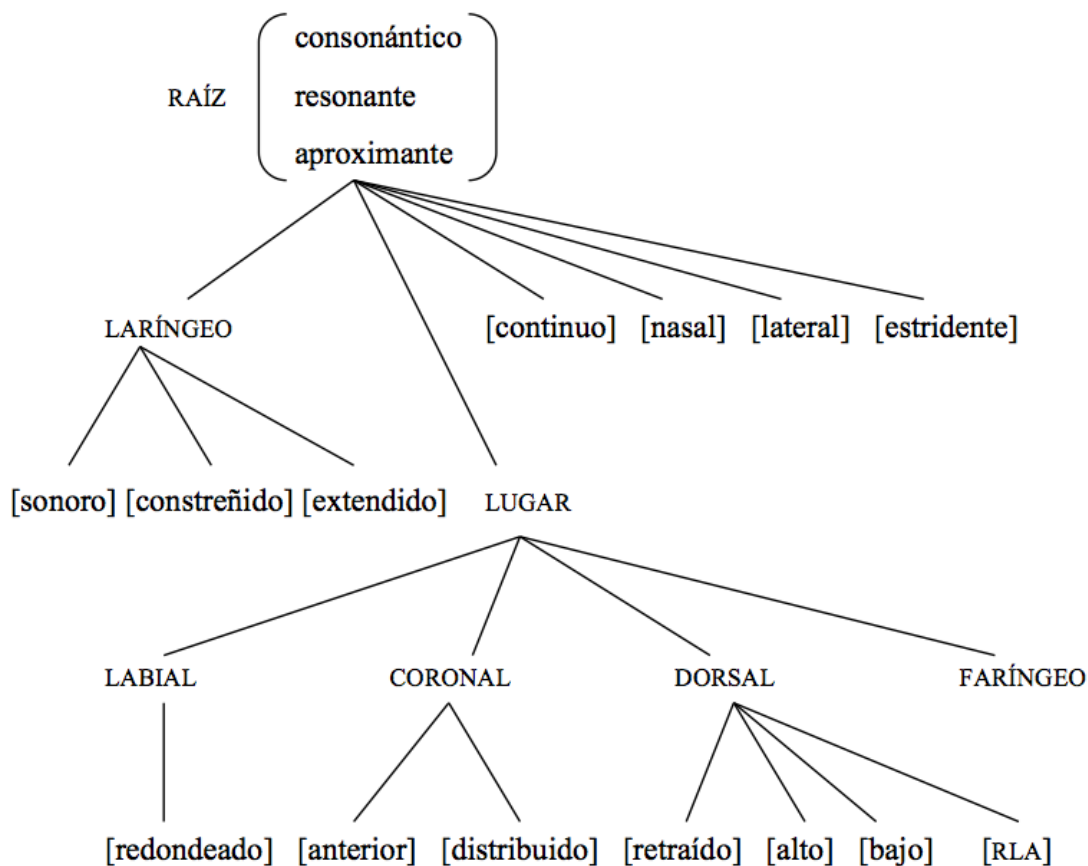 consonántico
RAÍZ resonante
aproximante
LARÍNGEO [continuo] [nasal] [lateral] [estridente]
[sonoro] [constreñido] [extendido] LUGAR
LABIAL CORONAL DORSAL FARÍNGEO
[redondeado] [anterior] [distribuido] [retraído] [alto] [bajo] [RLA]